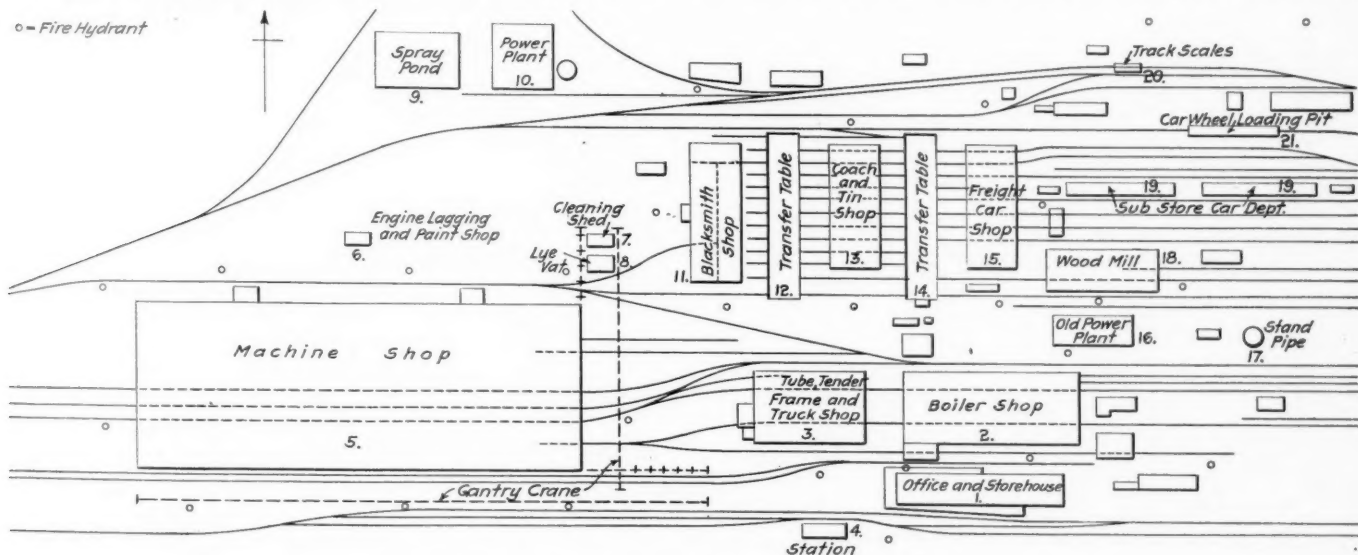 o-Fire Hydrant
Spray
Pond
9.
Power
Plant
10.
Track Scales
20.
Car Wheel Loading Pit
21.
Engine Lagging
and Paint Shop
6.
Cleaning
Shed
7.
Lye
Vat
8.
Blacksmith
Shop
11.
Transfer Table
12.
Coach
and
Tin
Shop
13.
Transfer Table
14.
Freight
Car
Shop
15.
19.
19.
Sub Store Car Dept.
Wood Mill
18.
Old Power
Plant
16.
Stand
Pipe
17.
Machine Shop
5.
Tube, Tender
Frame and
Truck Shop
3.
Boiler Shop
2.
Office and Storehouse
1.
Gantry Crane
4.
Station